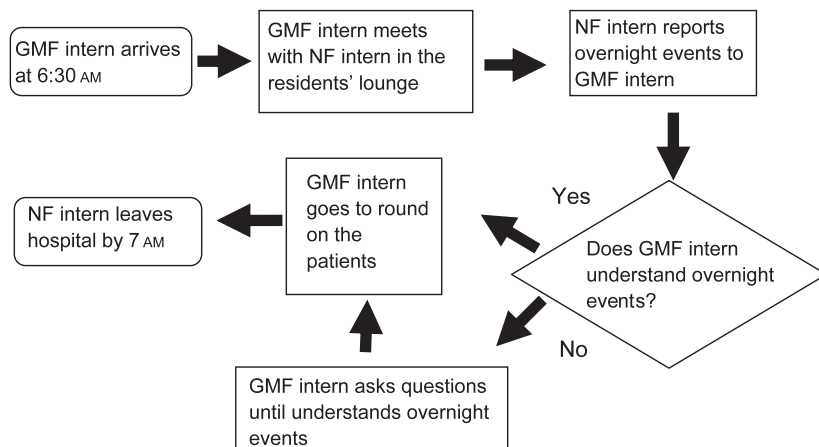 GMF intern arrives
at 6:30 AM
GMF intern meets
with NF intern in the
residents' lounge
NF intern reports
overnight events to
GMF intern
Does GMF intern
understand overnight
events?
Yes
No
GMF intern asks questions
until understands overnight
events
GMF intern
goes to round
on the
patients
NF intern leaves
hospital by 7 AM